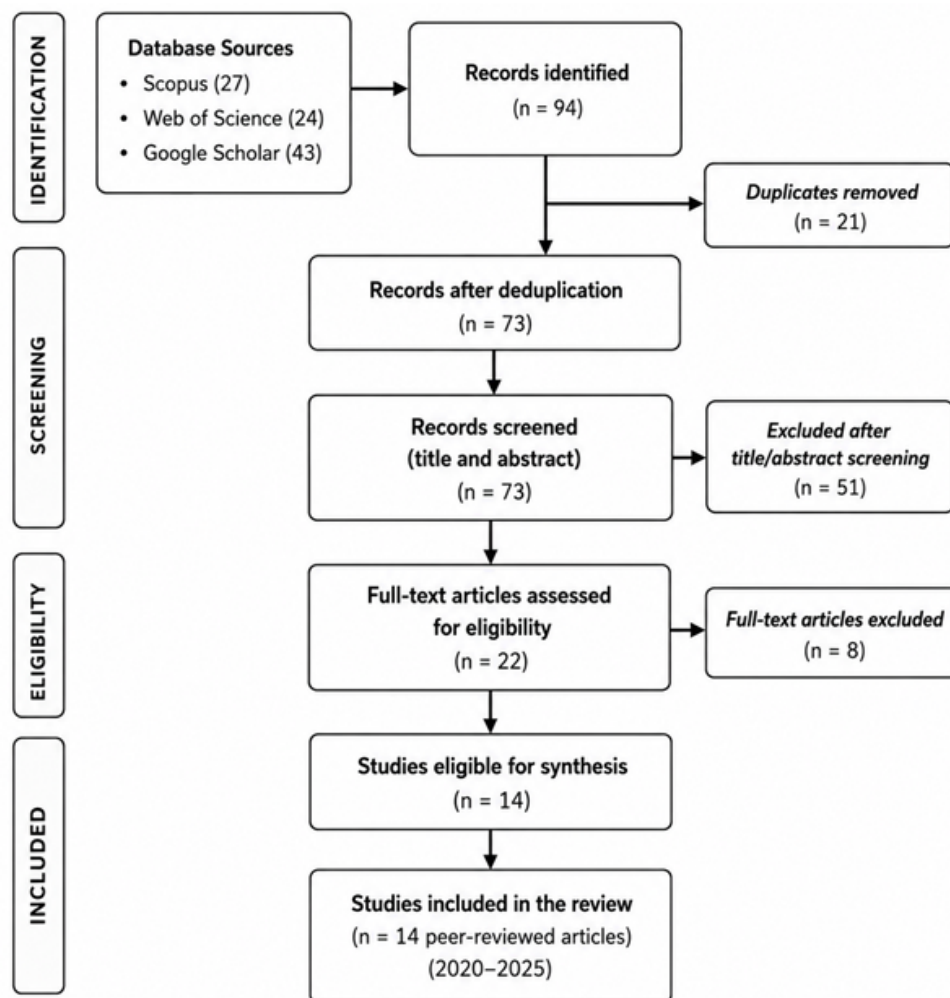 IDENTIFICATION
Database Sources
• Scopus (27)
• Web of Science (24)
• Google Scholar (43)
Records identified
(n = 94)
Duplicates removed
(n = 21)
SCREENING
Records after deduplication
(n = 73)
Records screened
(title and abstract)
(n = 73)
Excluded after
title/abstract screening
(n = 51)
ELIGIBILITY
Full-text articles assessed
for eligibility
(n = 22)
Full-text articles excluded
(n = 8)
INCLUDED
Studies eligible for synthesis
(n = 14)
Studies included in the review
(n = 14 peer-reviewed articles)
(2020–2025)